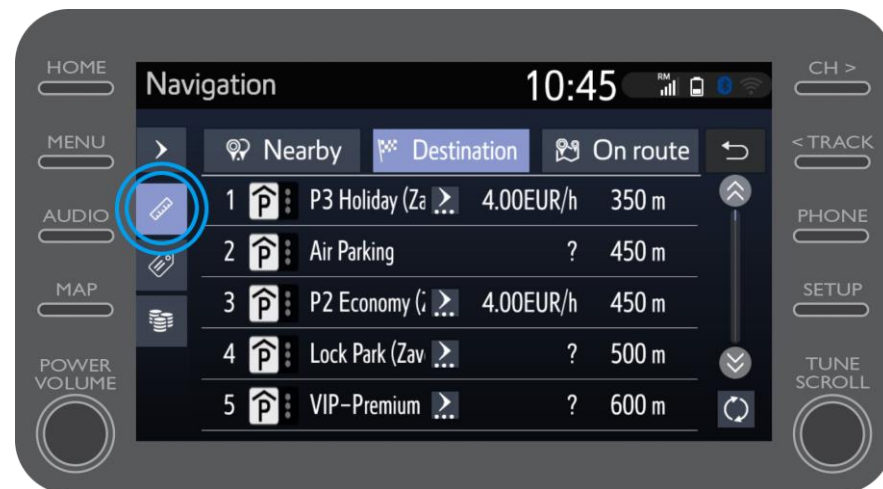 HOME
CH >
Navigation 10:45 RM
MENU
< TRACK
Nearby Destination On route
AUDIO
PHONE
1 P P3 Holiday (Za 4.00EUR/h 350 m
2 P Air Parking ? 450 m
MAP
SETUP
3 P P2 Economy ( 4.00EUR/h 450 m
4 P Lock Park (Zav ? 500 m
POWER
VOLUME
TUNE
SCROLL
5 P VIP-Premium ? 600 m